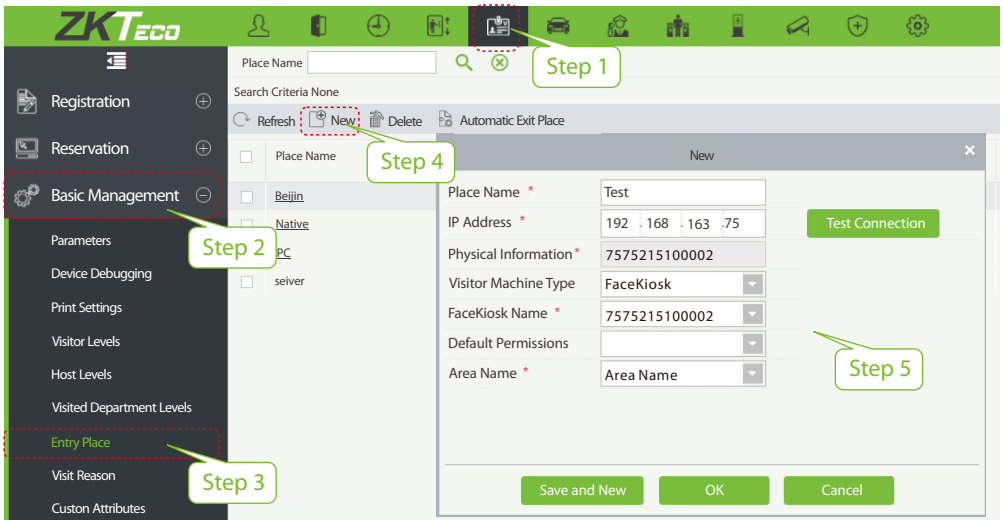 ZKTeco
Place Name
Step 1
Search Criteria None
Registration
Refresh New Delete Automatic Exit Place
Reservation
Place Name
Step 4
New
Basic Management
Beijin
Place Name * Test
Step 2
Native
IP Address * 192 . 168 . 163 .75 Test Connection
Parameters
PC
Physical Information* 7575215100002
Device Debugging
seiver
Visitor Machine Type FaceKiosk
Print Settings
FaceKiosk Name * 7575215100002
Visitor Levels
Default Permissions
Host Levels
Area Name * Area Name
Step 5
Visited Department Levels
Entry Place
Visit Reason
Step 3
Save and New OK Cancel
Custon Attributes